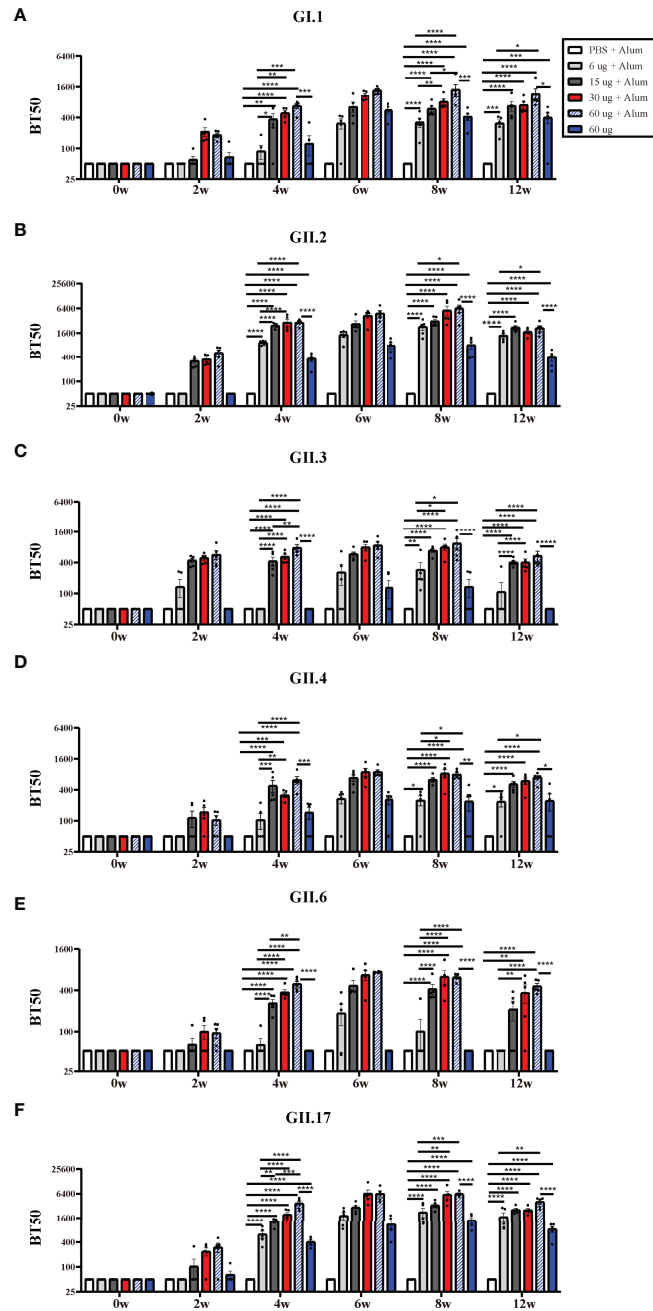 A
GI.1
PBS + Alum
6 ug + Alum
15 ug + Alum
30 ug + Alum
60 ug + Alum
60 ug
BT50
6400
1600
400
100
25
*** ** **** **** ** * ***
**** **** **** * **** ** **** ***
* *** **** **** *** *
0w 2w 4w 6w 8w 12w
B
GII.2
BT50
25600
6400
1600
400
100
25
**** **** **** **** **** **** **** **** ****
* **** **** **** **** **** ****
* **** **** **** **** ****
0w 2w 4w 6w 8w 12w
C
GII.3
BT50
6400
1600
400
100
25
**** **** **** ** **** **** **** ****
* * **** **** **** ** ****
**** **** **** **** **** ****
0w 2w 4w 6w 8w 12w
D
GII.4
BT50
6400
1600
400
100
25
**** **** *** **** ** *** ***
* * **** **** **** * **
* **** **** * *
0w 2w 4w 6w 8w 12w
E
GII.6
BT50
1600
400
100
25
** **** **** **** **** **** **** ****
**** **** **** **** **** **** ****
**** ** **** ** ****
0w 2w 4w 6w 8w 12w
F
GII.17
BT50
25600
6400
1600
400
100
25
**** **** ** *** **** **** **** **** **** ****
*** ** **** **** **** **** ****
** **** **** **** **** ****
0w 2w 4w 6w 8w 12w